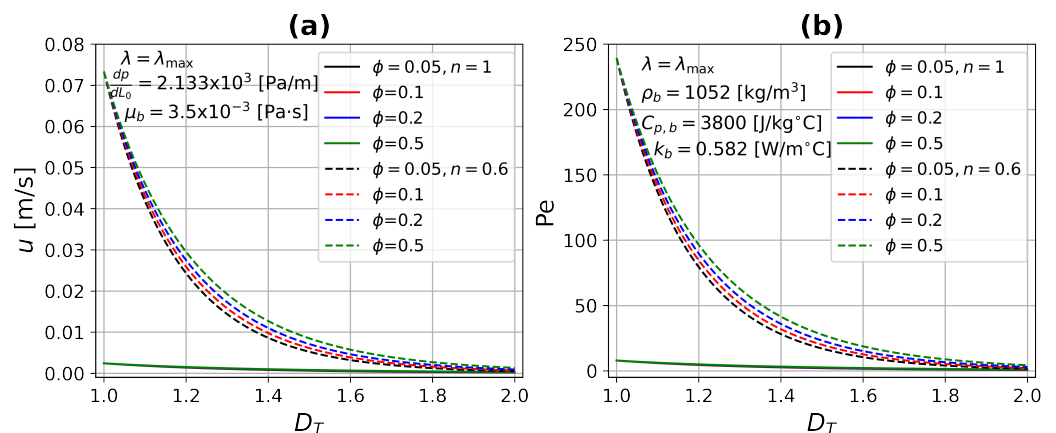 (a)
0.08
0.07
0.06
0.05
0.04
0.03
0.02
0.01
0.00
u [m/s]
λ = λmax
dp/dL₀ = 2.133x10³ [Pa/m]
μb = 3.5x10⁻³ [Pa·s]
ϕ = 0.05, n = 1
ϕ=0.1
ϕ=0.2
ϕ=0.5
ϕ = 0.05, n = 0.6
ϕ=0.1
ϕ=0.2
ϕ=0.5
1.0 1.2 1.4 1.6 1.8 2.0
D_T
(b)
250
200
150
100
50
0
Pe
λ = λmax
ρb = 1052 [kg/m³]
Cp,b = 3800 [J/kg°C]
kb = 0.582 [W/m°C]
ϕ = 0.05, n = 1
ϕ = 0.1
ϕ = 0.2
ϕ = 0.5
ϕ = 0.05, n = 0.6
ϕ = 0.1
ϕ = 0.2
ϕ = 0.5
1.0 1.2 1.4 1.6 1.8 2.0
D_T